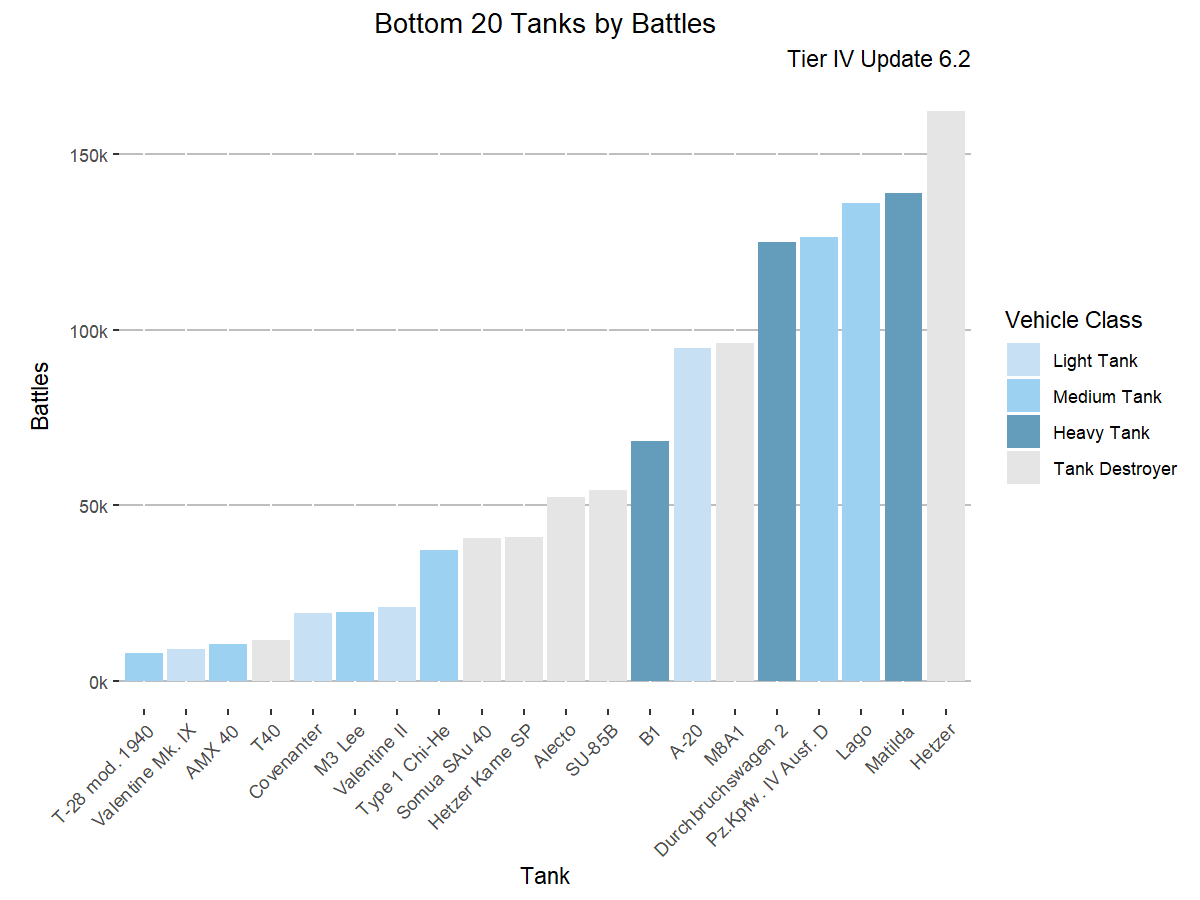 Bottom 20 Tanks by Battles
Tier IV Update 6.2
150k
100k
50k
0k
Battles
T-28 mod. 1940
Valentine Mk. IX
AMX 40
T40
Covenanter
M3 Lee
Valentine II
Type 1 Chi-He
Somua SAu 40
Hetzer Kame SP
Alecto
SU-85B
B1
A-20
M8A1
Durchbruchswagen 2
Pz.Kpfw. IV Ausf. D
Lago
Matilda
Hetzer
Tank
Vehicle Class
Light Tank
Medium Tank
Heavy Tank
Tank Destroyer